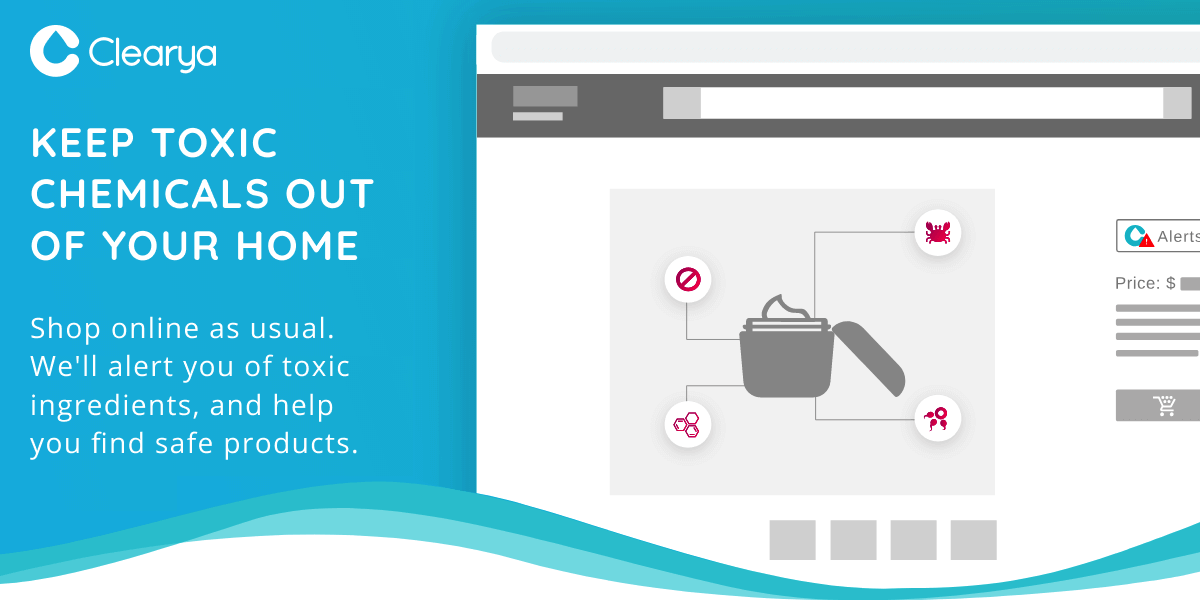 Clearya
KEEP TOXIC
CHEMICALS OUT
OF YOUR HOME
Shop online as usual.
We'll alert you of toxic
ingredients, and help
you find safe products.
Alerts
Price: $